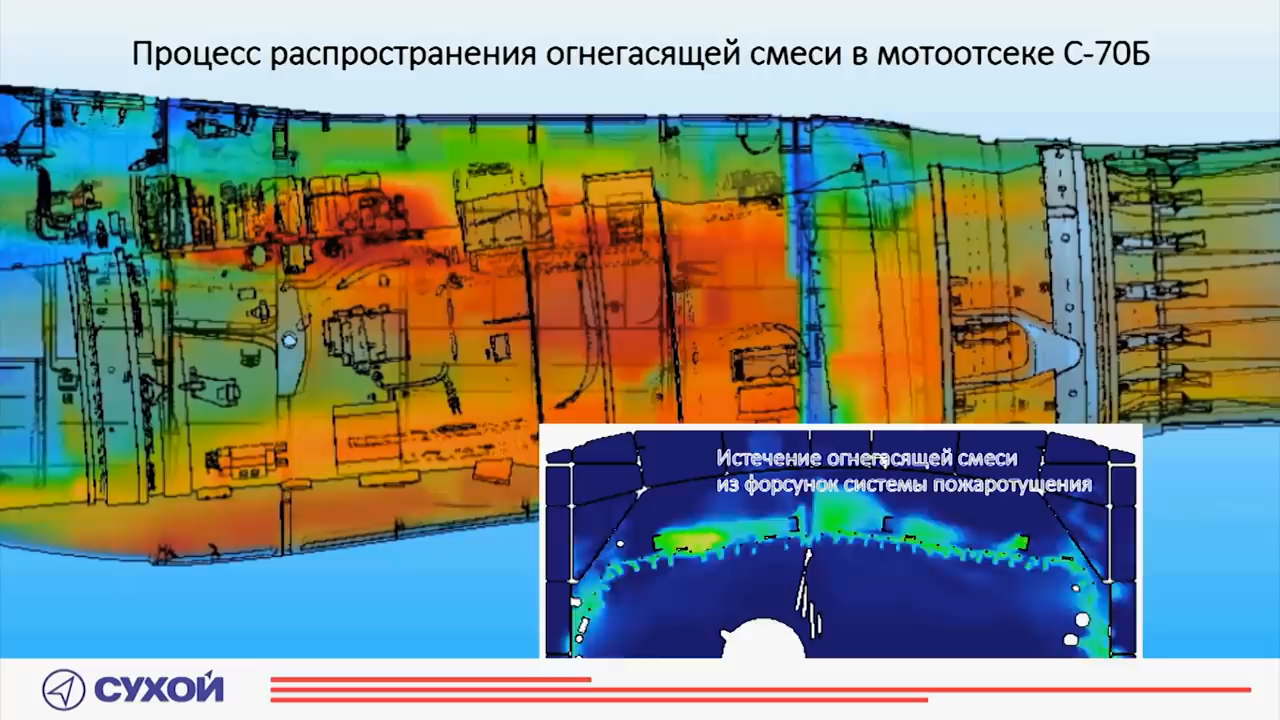 Процесс распространения огнегасящей смеси в мотоотсеке С-70Б
Истечение огнегасящей смеси
из форсунок системы пожаротушения
СУХОЙ